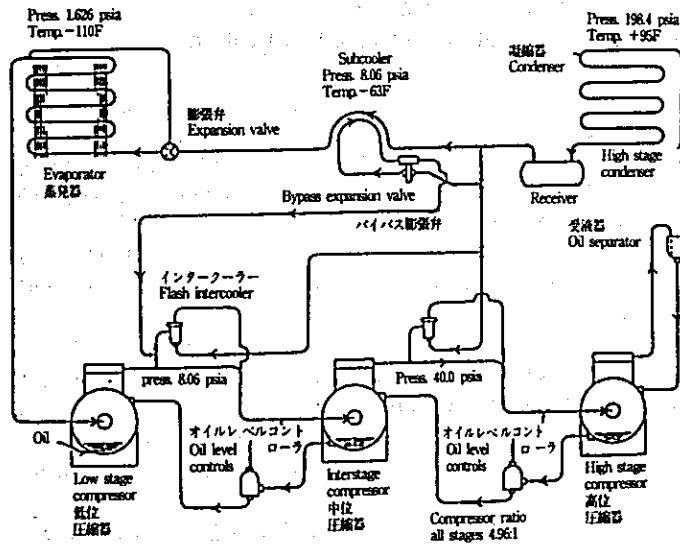 Press. 1.626 psia
Temp. -110F
Press. 198.4 psia
Temp. +95F
Subcooler
Press. 8.06 psia
Temp. -63F
凝縮器
Condenser
膨張弁
Expansion valve
Evaporator
蒸発器
High stage
condenser
Receiver
Bypass expansion valve
バイパス膨張弁
受液器
Oil separator
インタークーラー
Flash intercooler
press. 8.06 psia
Press. 40.0 psia
Oil
オイルレベルコント
Oil level ローラ
controls
オイルレベルコント
Oil level ローラ
controls
Low stage
compressor
低位
圧縮器
Interstage
compressor
中位
圧縮器
High stage
compressor
高位
圧縮器
Compressor ratio
all stages 4.96:1